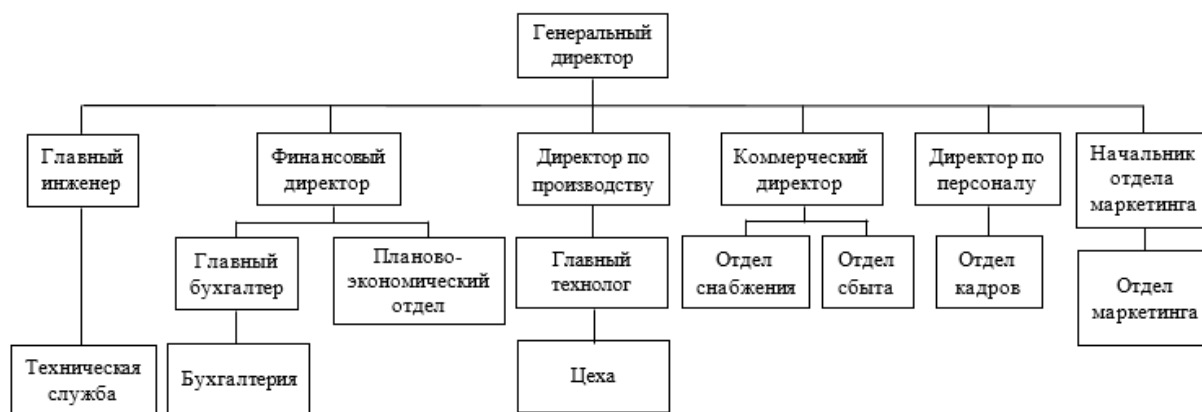 Генеральный
директор
Главный
инженер
Финансовый
директор
Директор по
производству
Коммерческий
директор
Директор по
персоналу
Начальник
отдела
маркетинга
Главный
бухгалтер
Планово-
экономический
отдел
Главный
технолог
Отдел
снабжения
Отдел
сбыта
Отдел
кадров
Отдел
маркетинга
Техническая
служба
Бухгалтерия
Цеха